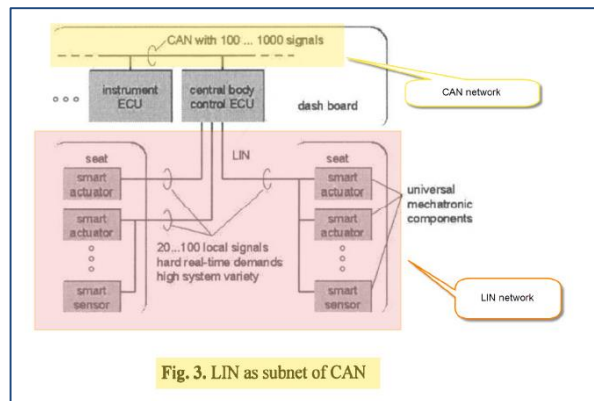 CAN with 100 ... 1000 signals
CAN network
instrument
ECU
central body
control ECU
dash board
LIN
seat
smart
actuator
smart
actuator
smart
sensor
20...100 local signals
hard real-time demands
high system variety
seat
smart
actuator
smart
actuator
smart
sensor
universal
mechatronic
components
LIN network
Fig. 3. LIN as subnet of CAN